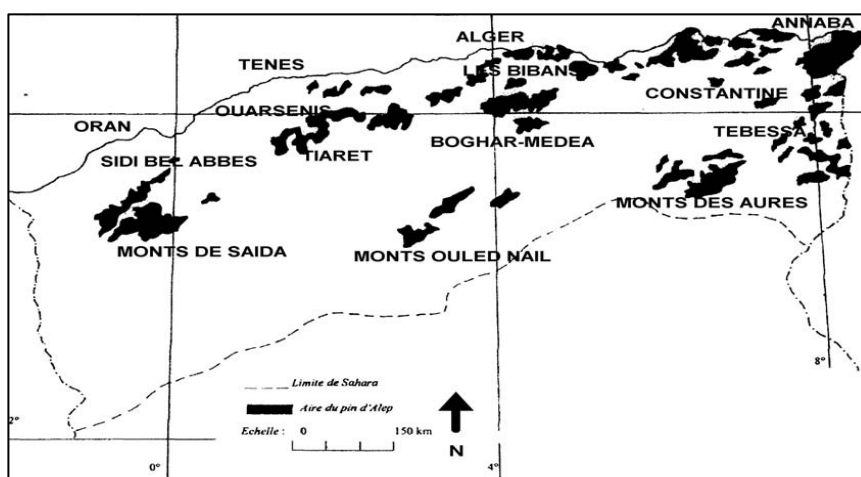 ANNABA
ALGER
TENES
LES BIBANS
CONSTANTINE
OUARSENIS
ORAN
TEBESSA
BOGHAR-MEDEA
TIARET
SIDI BEL ABBES
MONTS DES AURES
MONTS DE SAIDA
MONTS OULED NAIL
8°
Limite de Sahara
Aire du pin d'Alep
Echelle : 0 150 km
N
2°
0°
4°